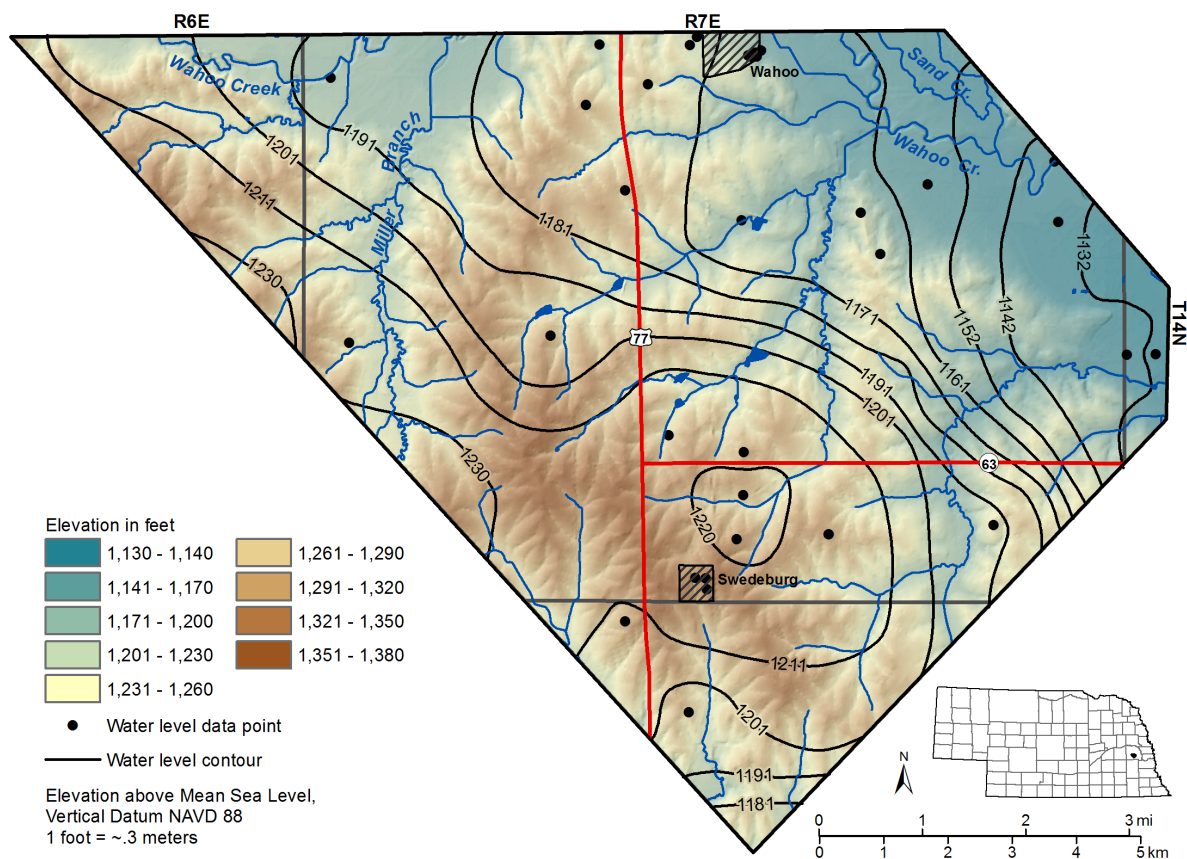 R6E
R7E
Wahoo
Wahoo Creek
Sand Cr.
Wahoo Cr.
Miller Branch
1191
1201
1211
1230
1181
1132
T14N
1171
1152
1142
77
1161
1191
1201
63
1230
1220
Swedeburg
1211
1201
1191
1181
Elevation in feet
1,130 - 1,140
1,261 - 1,290
1,141 - 1,170
1,291 - 1,320
1,171 - 1,200
1,321 - 1,350
1,201 - 1,230
1,351 - 1,380
1,231 - 1,260
Water level data point
Water level contour
Elevation above Mean Sea Level,
Vertical Datum NAVD 88
1 foot = ~.3 meters
N
0 1 2 3 mi
0 1 2 3 4 5 km